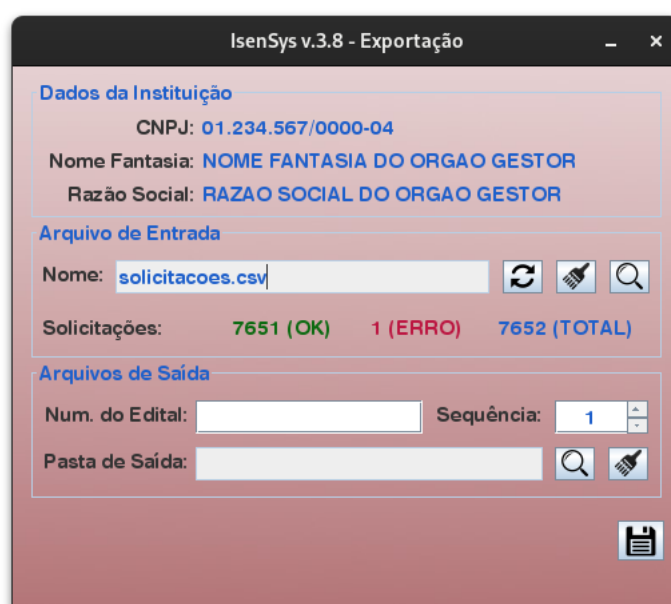 IsenSys v.3.8 - Exportação
Dados da Instituição
CNPJ: 01.234.567/0000-04
Nome Fantasia: NOME FANTASIA DO ORGAO GESTOR
Razão Social: RAZAO SOCIAL DO ORGAO GESTOR
Arquivo de Entrada
Nome: solicitacoes.csv
Solicitações: 7651 (OK) 1 (ERRO) 7652 (TOTAL)
Arquivos de Saída
Num. do Edital: Sequência: 1
Pasta de Saída: